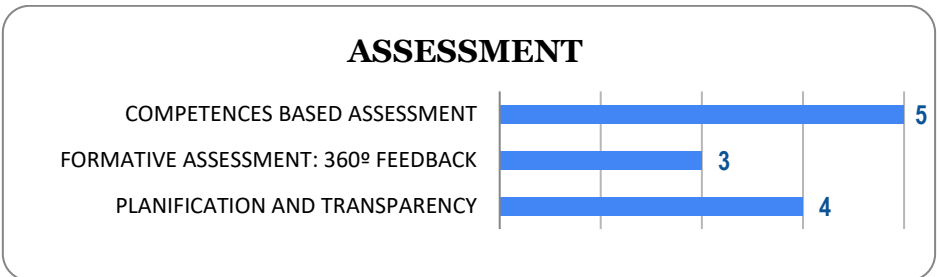 ASSESSMENT
COMPETENCES BASED ASSESSMENT 5
FORMATIVE ASSESSMENT: 360º FEEDBACK 3
PLANIFICATION AND TRANSPARENCY 4